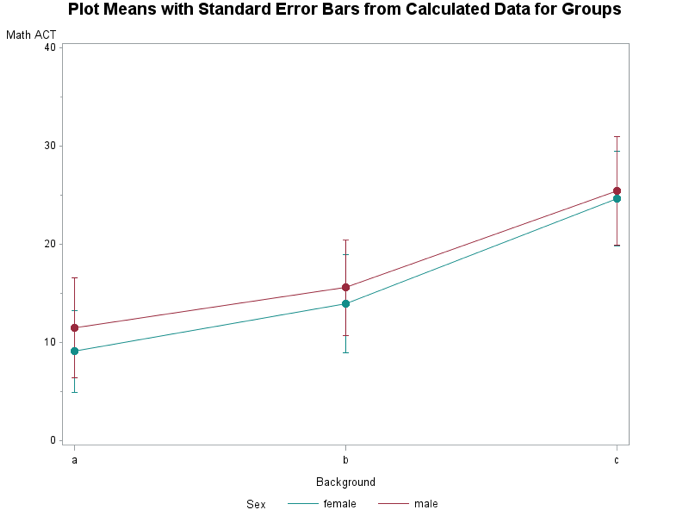 Plot Means with Standard Error Bars from Calculated Data for Groups
Math ACT
40
30
20
10
0
a b c
Background
Sex female male